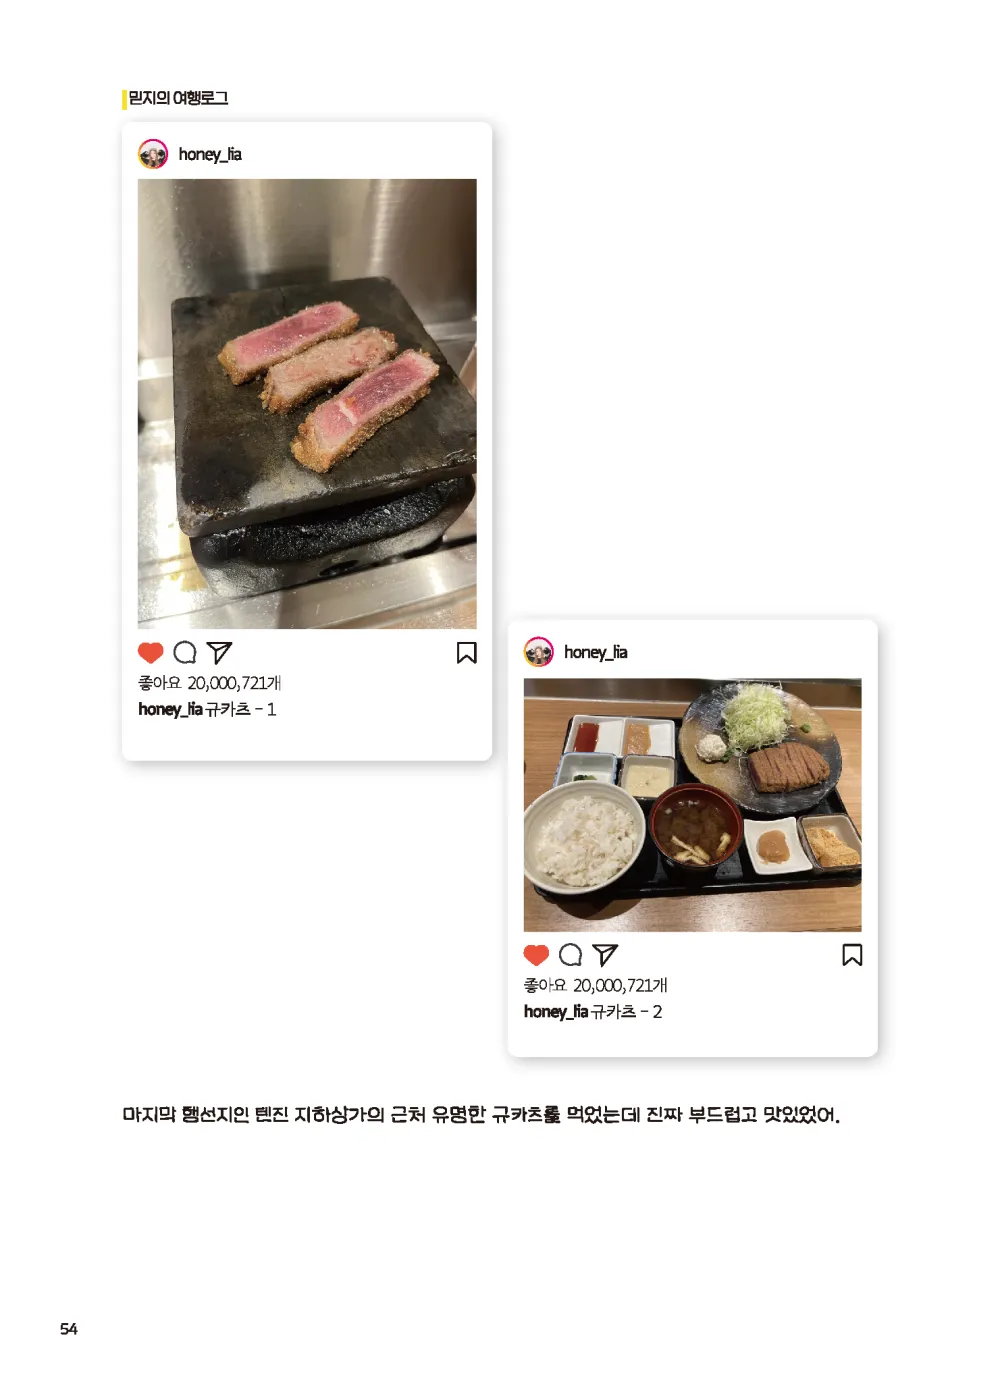 믿지의 여행로그
honey_lia
좋아요 20,000,721개
honey_lia 규카츠 - 1
honey_lia
좋아요 20,000,721개
honey_lia 규카츠 - 2
마지막 행선지인 텐진 지하상가의 근처 유명한 규카츠를 먹었는데 진짜 부드럽고 맛있었어.
54